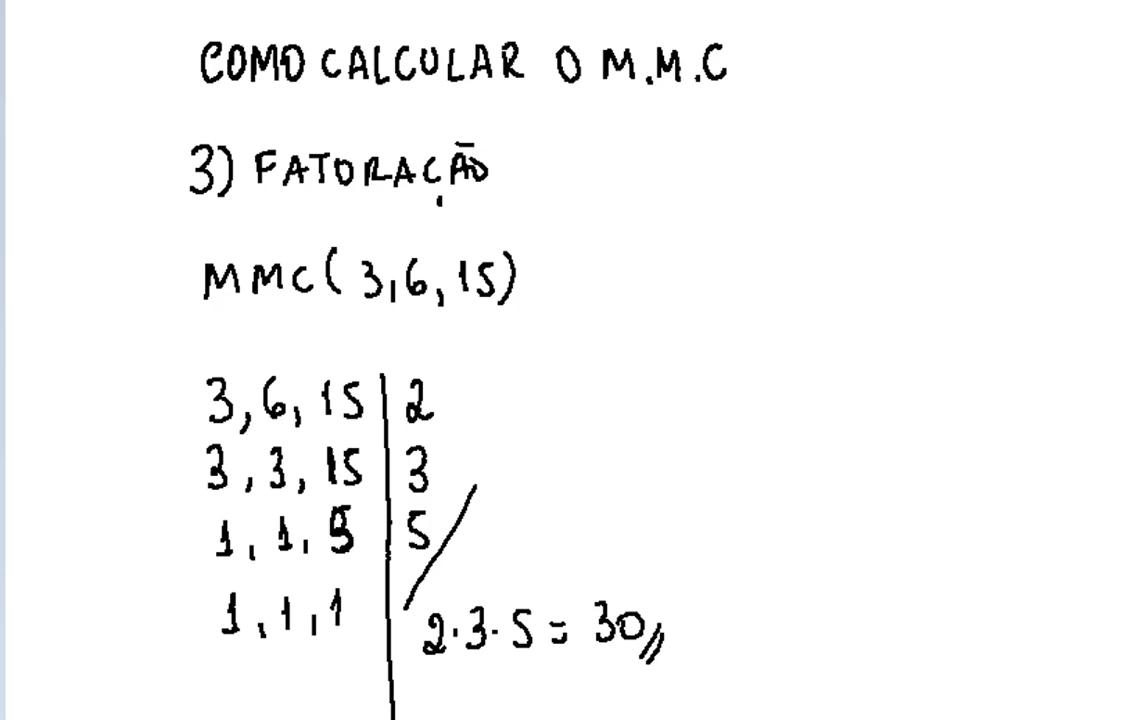 COMO CALCULAR O M.M.C
3) FATORAÇÃO
MMC(3,6,15)
3,6,15|2
3,3,15|3
1,1,5|5
1,1,1
2.3.5=30